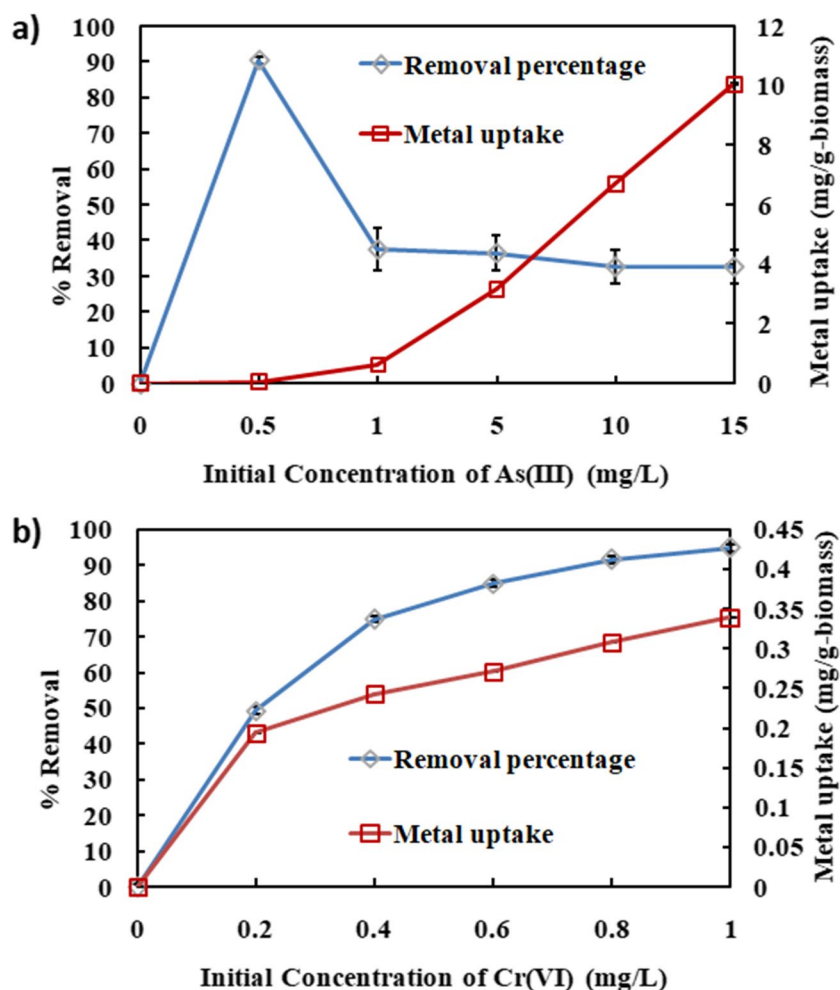 a)
100
90
80
70
60
50
40
30
20
10
0
% Removal
Removal percentage
Metal uptake
12
10
8
6
4
2
0
Metal uptake (mg/g-biomass)
0 0.5 1 5 10 15
Initial Concentration of As(III) (mg/L)
b)
100
90
80
70
60
50
40
30
20
10
0
% Removal
Removal percentage
Metal uptake
0.45
0.4
0.35
0.3
0.25
0.2
0.15
0.1
0.05
0
Metal uptake (mg/g-biomass)
0 0.2 0.4 0.6 0.8 1
Initial Concentration of Cr(VI) (mg/L)